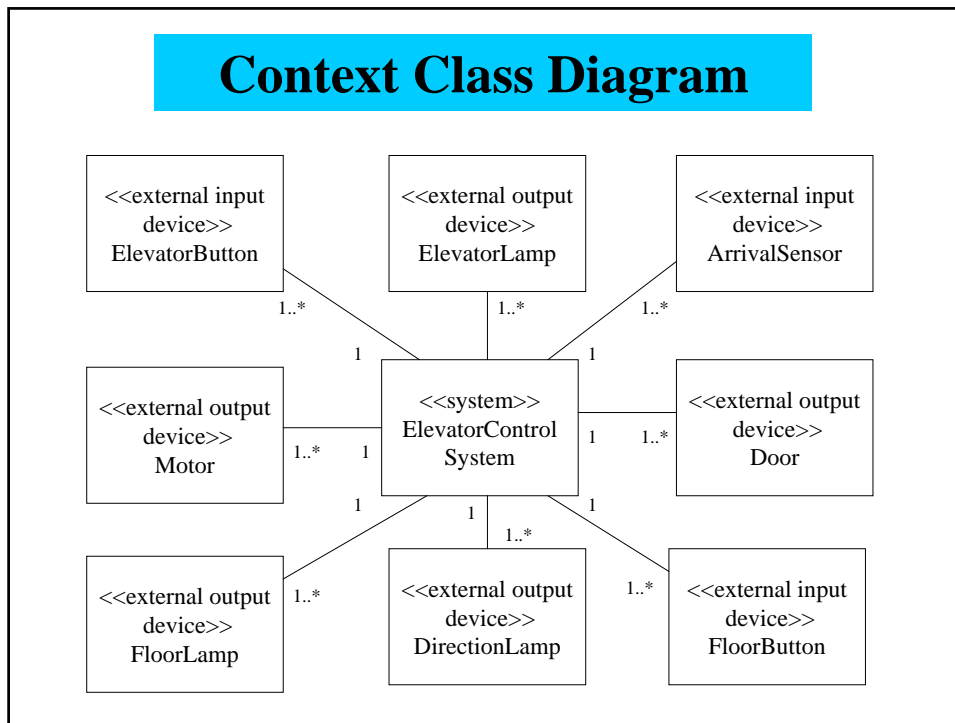 Context Class Diagram
<<external input
device>>
ElevatorButton
<<external output
device>>
ElevatorLamp
<<external input
device>>
ArrivalSensor
1..*
1..*
1..*
1
1
<<external output
device>>
Motor
1..*
1
<<system>>
ElevatorControl
System
1
1..*
<<external output
device>>
Door
1
1
1
1..*
1..*
1..*
<<external output
device>>
FloorLamp
<<external output
device>>
DirectionLamp
<<external input
device>>
FloorButton